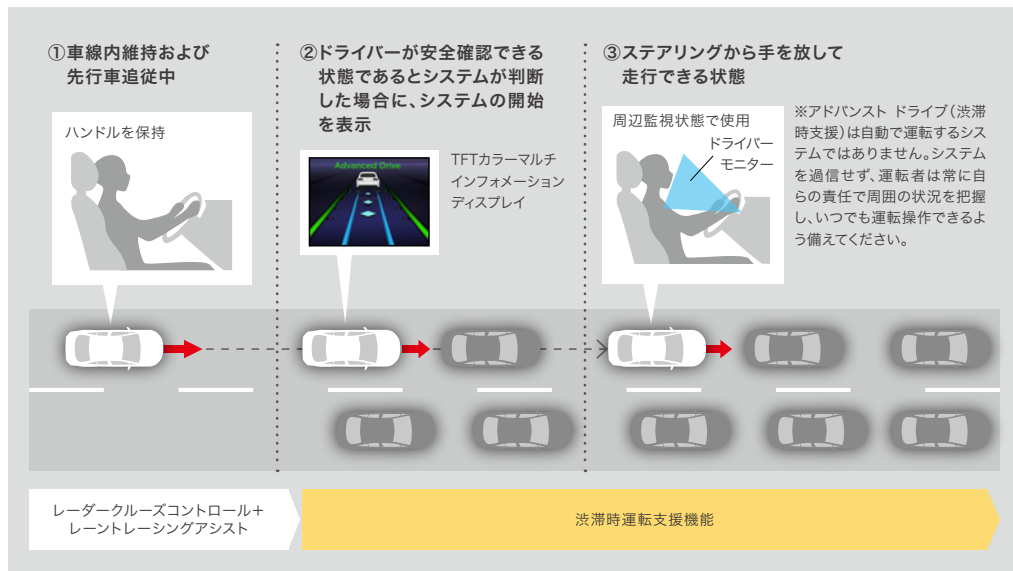 ①車線内維持および
先行車追従中
ハンドルを保持
②ドライバーが安全確認できる
状態であるとシステムが判断
した場合に、システムの開始
を表示
Advanced Drive
TFTカラーマルチ
インフォメーション
ディスプレイ
③ステアリングから手を放して
走行できる状態
周辺監視状態で使用
ドライバー
モニター
※アドバンスト ドライブ(渋滞
時支援)は自動で運転するシス
テムではありません。システム
を過信せず、運転者は常に自
らの責任で周囲の状況を把握
し、いつでも運転操作できるよ
う備えてください。
レーダークルーズコントロール+
レーントレーシングアシスト
渋滞時運転支援機能